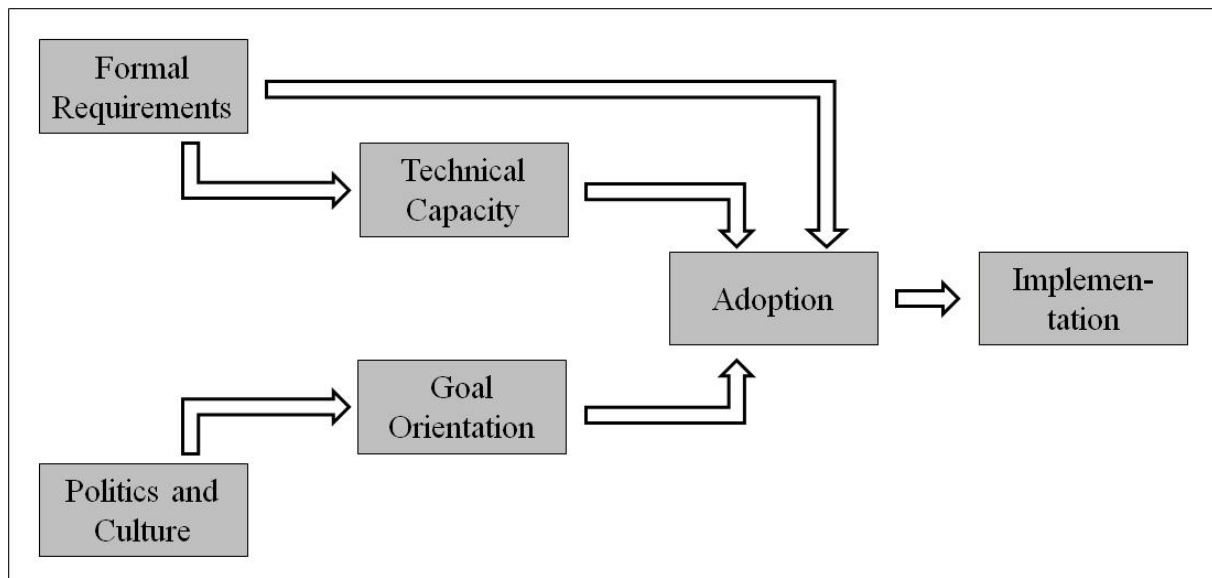 Formal
Requirements
Technical
Capacity
Adoption
Implemen-
tation
Goal
Orientation
Politics and
Culture